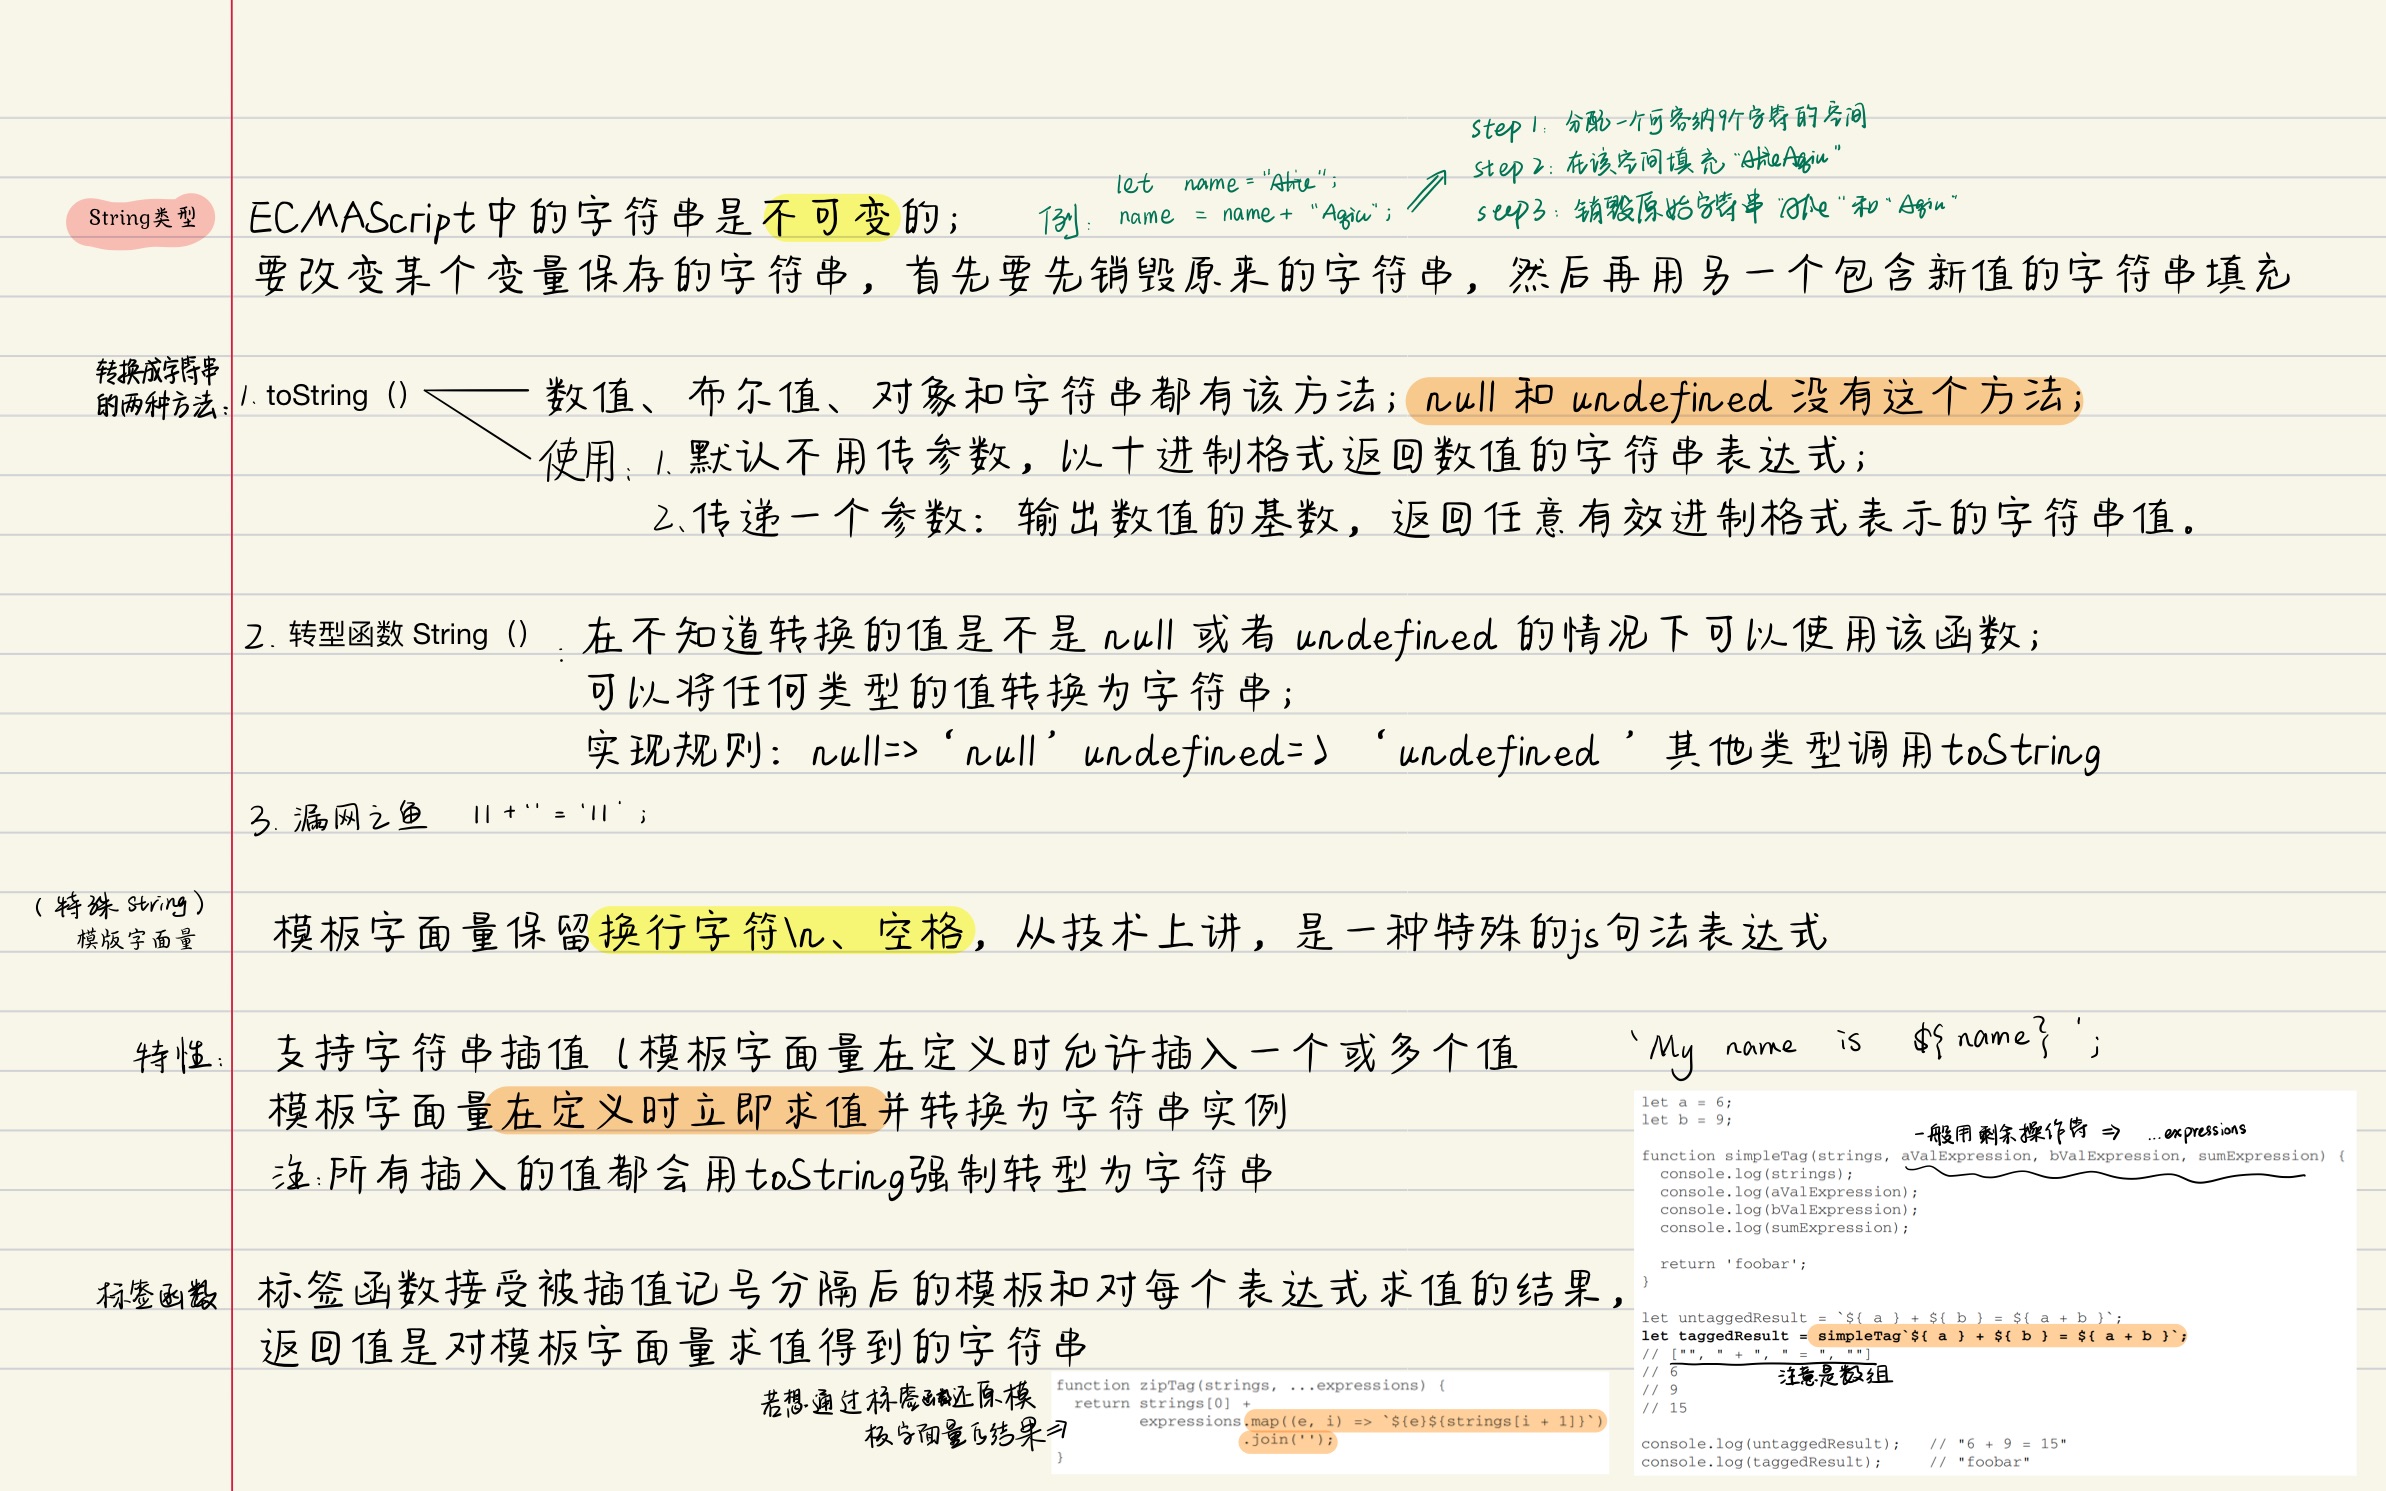 String类型
ECMAScript中的字符串是不可变的;
例: let name = "Alice";
name = name + "Aqiu";
step 1: 分配一个可容纳9个字符的空间
step 2: 在该空间填充 "AliceAqiu"
step3: 销毁原始字符串 "Alice" 和 "Aqiu"
要改变某个变量保存的字符串，首先要先销毁原来的字符串，然后再用另一个包含新值的字符串填充
转换成字符串
的两种方法:
1. toString（） 数值、布尔值、对象和字符串都有该方法; null 和 undefined 没有这个方法;
使用: 1. 默认不用传参数，以十进制格式返回数值的字符串表达式;
2. 传递一个参数: 输出数值的基数，返回任意有效进制格式表示的字符串值.
2. 转型函数 String（） : 在不知道转换的值是不是 null 或者 undefined 的情况下可以使用该函数;
可以将任何类型的值转换为字符串;
实现规则: null=> ‘null’ undefined=> ‘undefined ’ 其他类型调用toString
3. 漏网之鱼 11 + '' = '11' ;
（特殊 String）
模版字面量
模板字面量保留换行字符\n、空格，从技术上讲，是一种特殊的js句法表达式
特性:
支持字符串插值（模板字面量在定义时允许插入一个或多个值
`My name is ${name}`;
模板字面量在定义时立即求值并转换为字符串实例
注:所有插入的值都会用toString强制转型为字符串
标签函数
标签函数接受被插值记号分隔后的模板和对每个表达式求值的结果，
返回值是对模板字面量求值得到的字符串
若想通过标签函数还原模
板字面量的结果⇒
function zipTag(strings, ...expressions) {
return strings[0] +
expressions.map((e, i) => `${e}${strings[i + 1]}`)
.join('');
}
let a = 6;
let b = 9;
一般用剩余操作符 ⇒ ...expressions
function simpleTag(strings, aValExpression, bValExpression, sumExpression) {
console.log(strings);
console.log(aValExpression);
console.log(bValExpression);
console.log(sumExpression);
return 'foobar';
}
let untaggedResult = `${ a } + ${ b } = ${ a + b }`;
let taggedResult = simpleTag`${ a } + ${ b } = ${ a + b }`;
// ["", " + ", " = ", ""]
注意是数组
// 6
// 9
// 15
console.log(untaggedResult); // "6 + 9 = 15"
console.log(taggedResult); // "foobar"